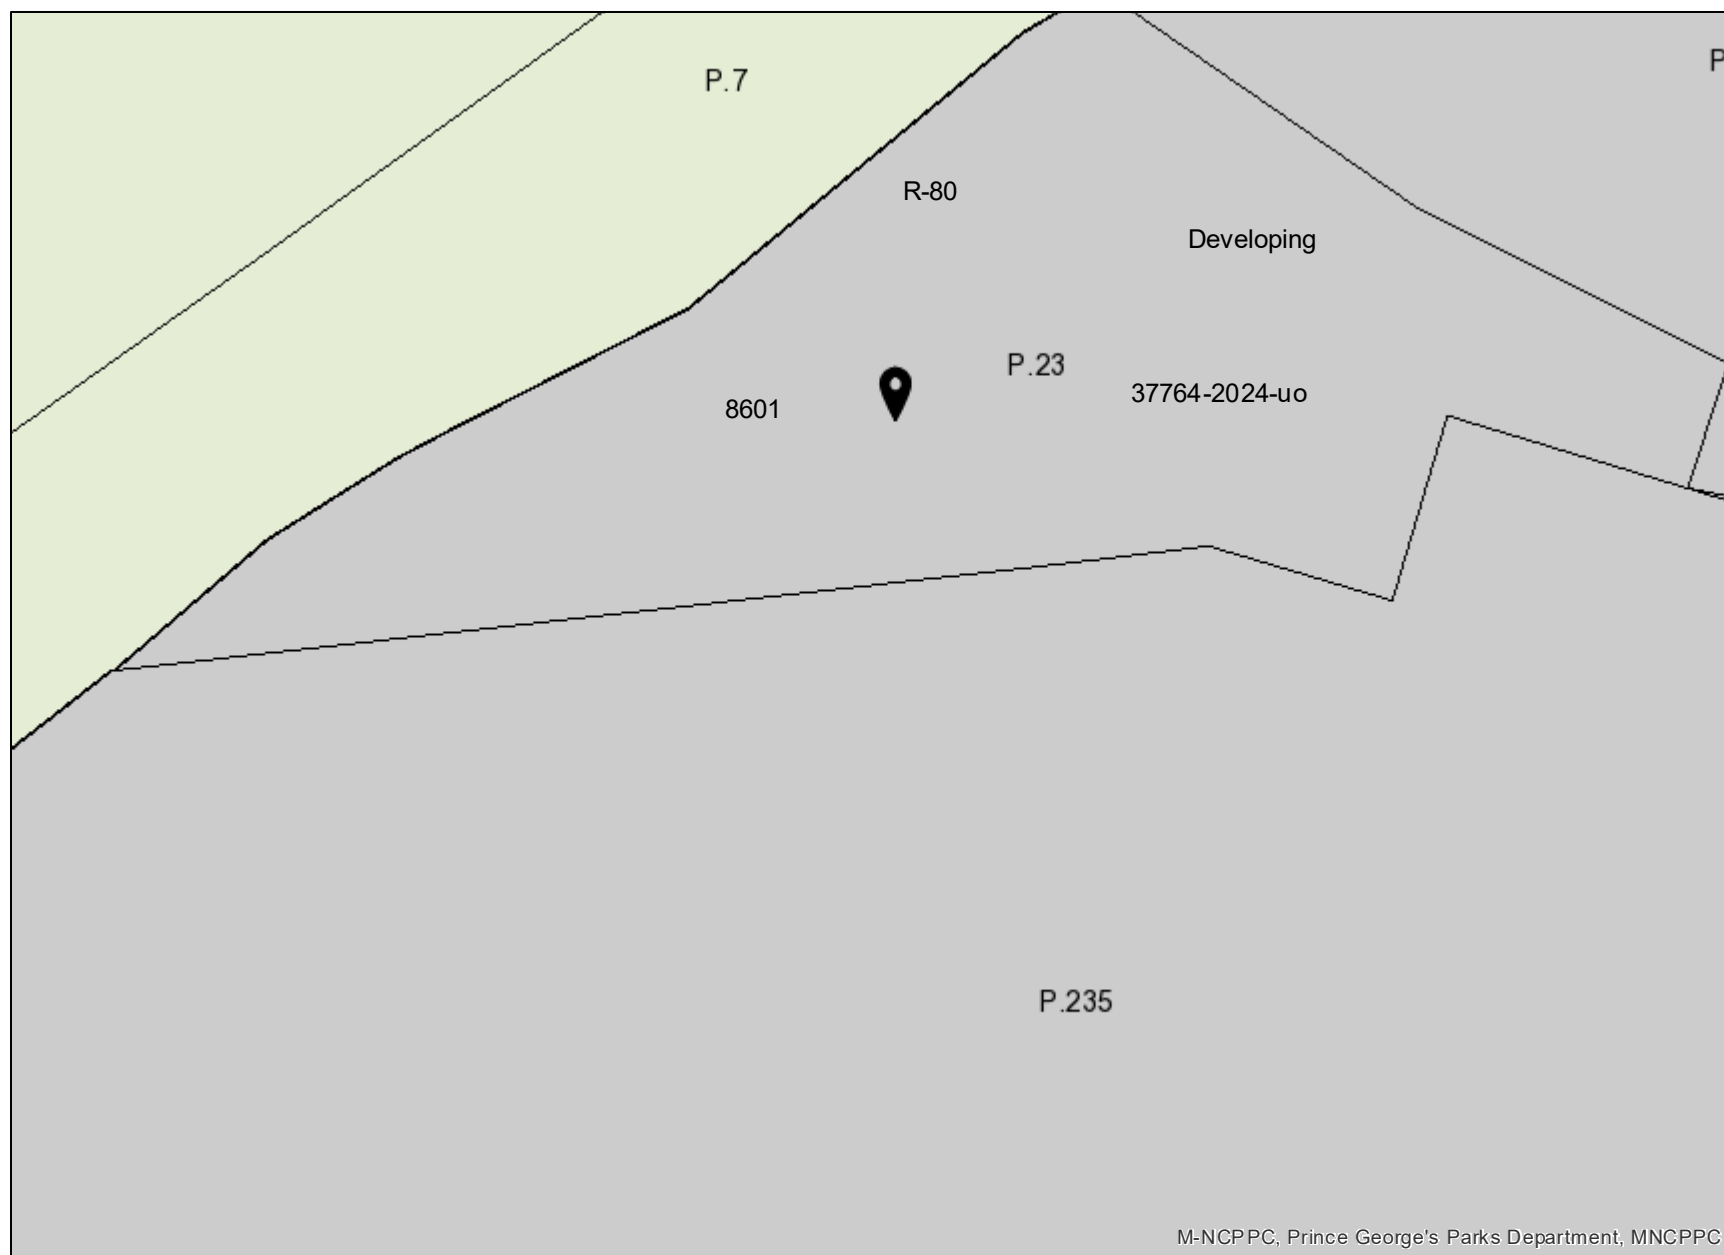 P
P.7
R-80
Developing
P.23
37764-2024-uo
8601
P.235
M-NCPPC, Prince George's Parks Department, MNCPPC